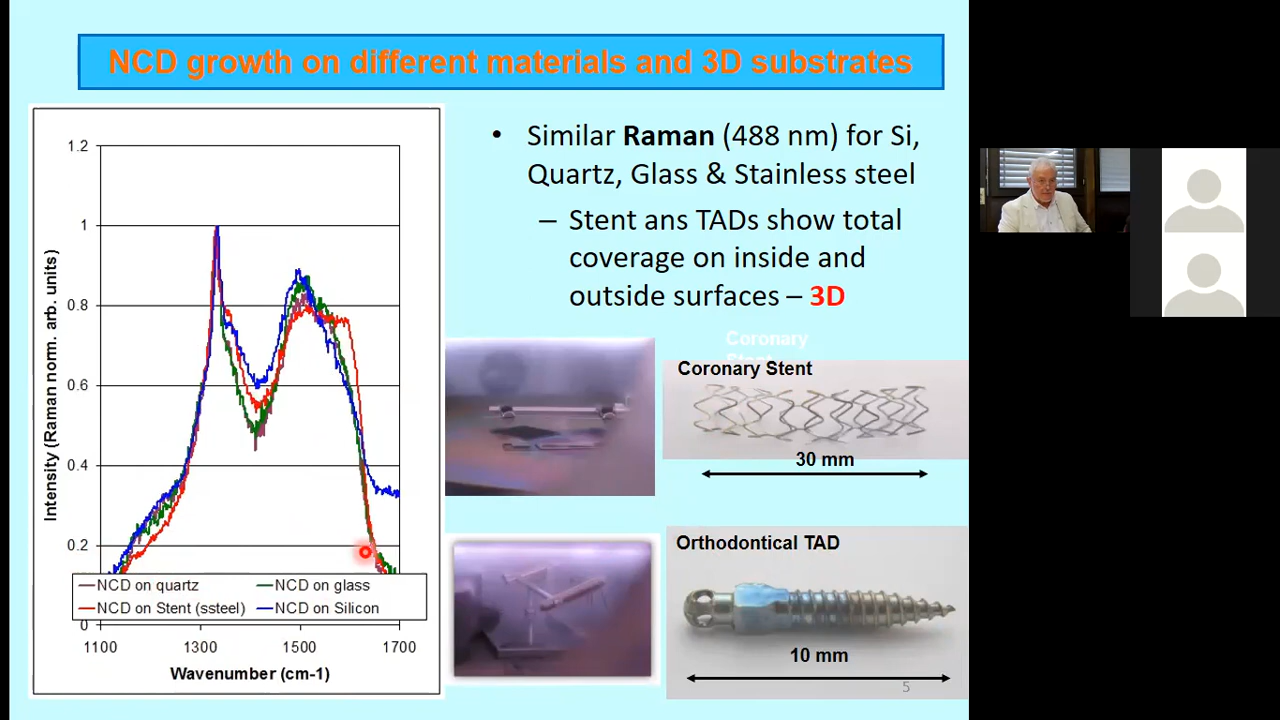 NCD growth on different materials and 3D substrates
• Similar Raman (488 nm) for Si,
Quartz, Glass & Stainless steel
– Stent ans TADs show total
coverage on inside and
outside surfaces – 3D
1.2
1
0.8
0.6
0.4
0.2
0
Intensity (Raman norm. arb. units)
NCD on quartz
NCD on glass
NCD on Stent (ssteel)
NCD on Silicon
1100
1300
1500
1700
Wavenumber (cm-1)
Coronary
Coronary Stent
30 mm
Orthodontical TAD
10 mm
5